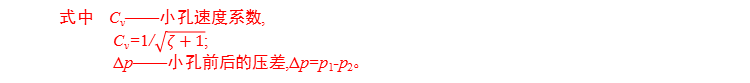 式中 Cv——小孔速度系数,
Cv=1/√ζ+1;
Δp——小孔前后的压差,Δp=p1-p2。